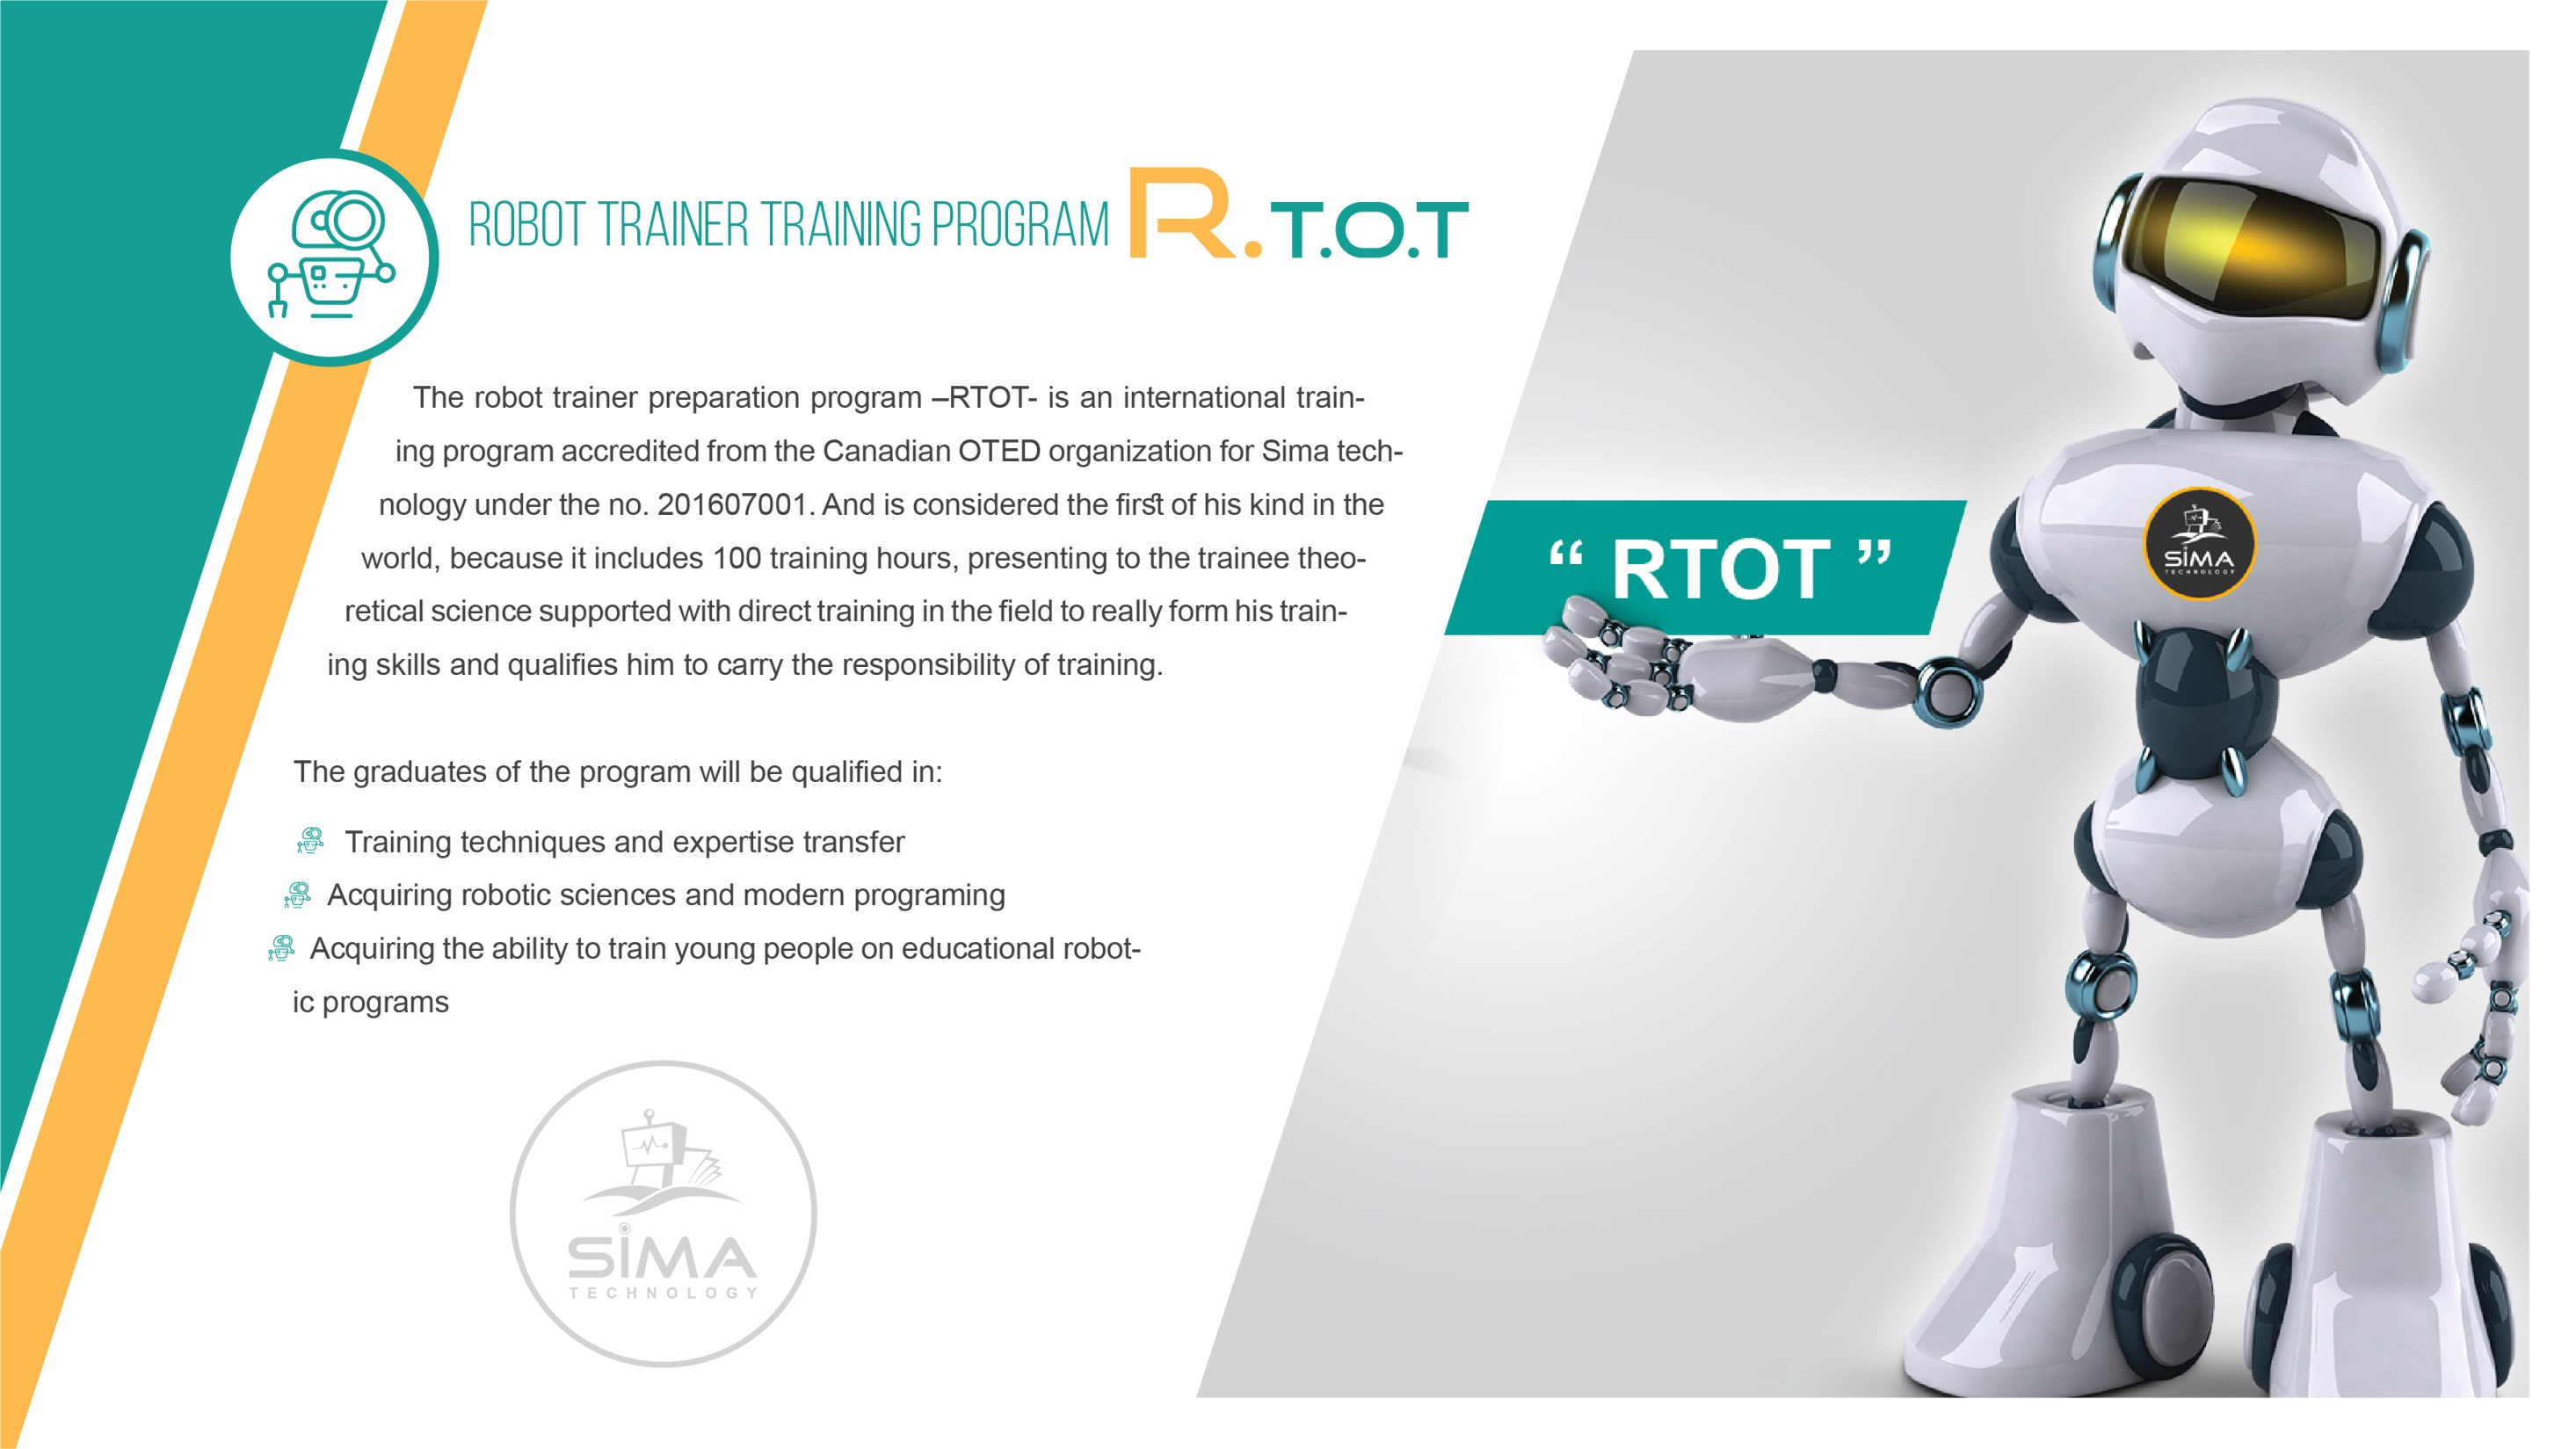 ROBOT TRAINER TRAINING PROGRAM R.T.O.T
The robot trainer preparation program –RTOT- is an international train-
ing program accredited from the Canadian OTED organization for Sima tech-
nology under the no. 201607001. And is considered the first of his kind in the
world, because it includes 100 training hours, presenting to the trainee theo-
retical science supported with direct training in the field to really form his train-
ing skills and qualifies him to carry the responsibility of training.
The graduates of the program will be qualified in:
Training techniques and expertise transfer
Acquiring robotic sciences and modern programing
Acquiring the ability to train young people on educational robot-
ic programs
SIMA
TECHNOLOGY
“ RTOT ”
SIMA
TECHNOLOGY